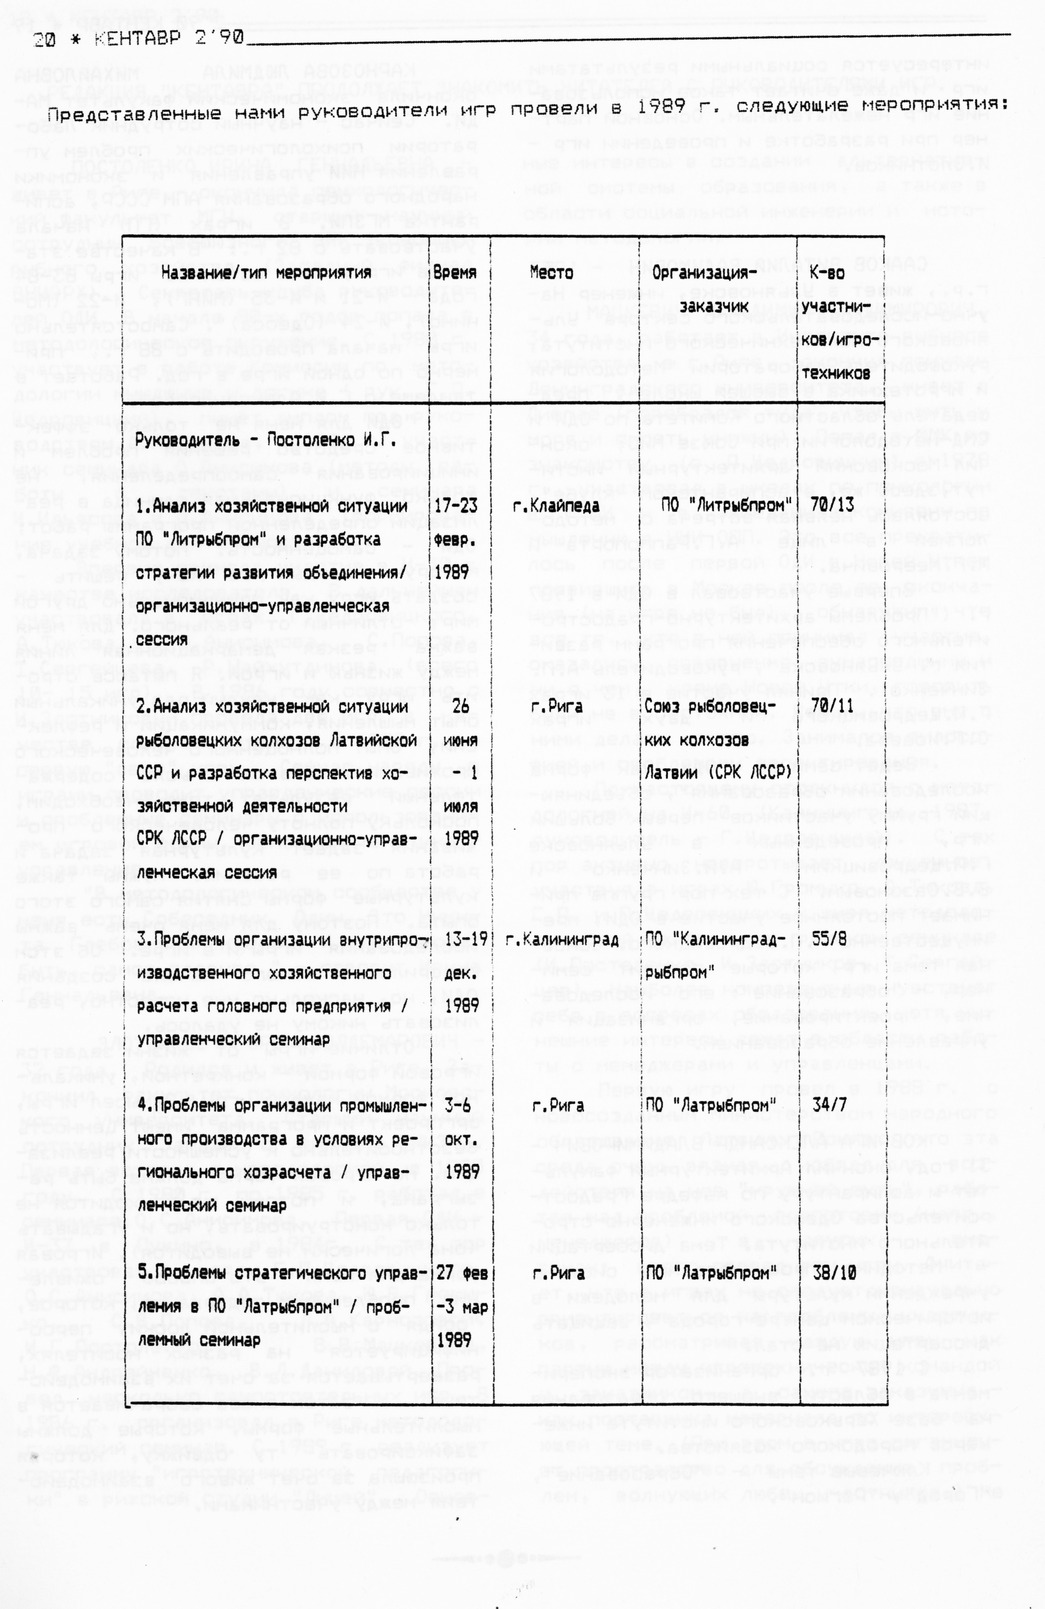 20 * КЕНТАВР 2'90
Представленные нами руководители игр провели в 1989 г. следующие мероприятия:
Название/тип мероприятия Время Место Организация- К-во
заказчик участни-
ков/игро-
техников
Руководитель - Постоленко И.Г.
1.Анализ хозяйственной ситуации 17-23 г.Клайпеда ПО "Литрыбпром" 70/13
ПО "Литрыбпром" и разработка февр.
стратегии развития объединения/ 1989
организационно-управленческая
сессия
2.Анализ хозяйственной ситуации 26 г.Рига Союз рыболовец- 70/11
рыболовецких колхозов Латвийской июня ких колхозов
ССР и разработка перспектив хо- - 1 Латвии (СРК ЛССР)
зяйственной деятельности июля
СРК ЛССР / организационно-управ- 1989
ленческая сессия
3.Проблемы организации внутрипро- 13-19 г.Калининград ПО "Калининград- 55/8
изводственного хозяйственного дек. рыбпром"
расчета головного предприятия / 1989
управленческий семинар
4.Проблемы организации промышлен- 3-6 г.Рига ПО "Латрыбпром" 34/7
ного производства в условиях ре- окт.
гионального хозрасчета / управ- 1989
ленческий семинар
5.Проблемы стратегического управ- 27 фев г.Рига ПО "Латрыбпром" 38/10
ления в ПО "Латрыбпром" / проб- -3 мар
лемный семинар 1989